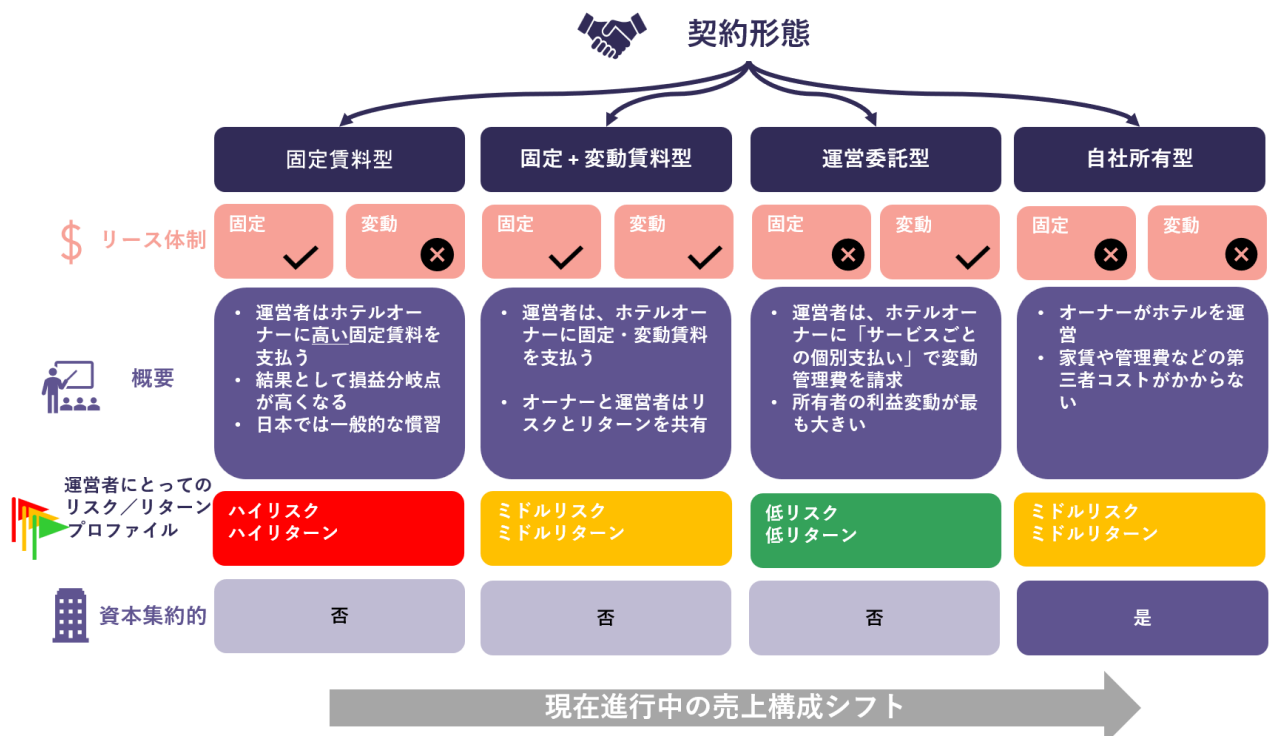 契約形態
固定賃料型
固定 + 変動賃料型
運営委託型
自社所有型
$ リース体制
固定
変動
固定
変動
固定
変動
固定
変動
概要
• 運営者はホテルオー
ナーに高い固定賃料を
支払う
• 結果として損益分岐点
が高くなる
• 日本では一般的な慣習
• 運営者は、ホテルオー
ナーに固定・変動賃料
を支払う
• オーナーと運営者はリ
スクとリターンを共有
• 運営者は、ホテルオー
ナーに「サービスごと
の個別支払い」で変動
管理費を請求
• 所有者の利益変動が最
も大きい
• オーナーがホテルを運
営
• 家賃や管理費などの第
三者コストがかからな
い
運営者にとっての
リスク／リターン
プロファイル
ハイリスク
ハイリターン
ミドルリスク
ミドルリターン
低リスク
低リターン
ミドルリスク
ミドルリターン
資本集約的
否
否
否
是
現在進行中の売上構成シフト